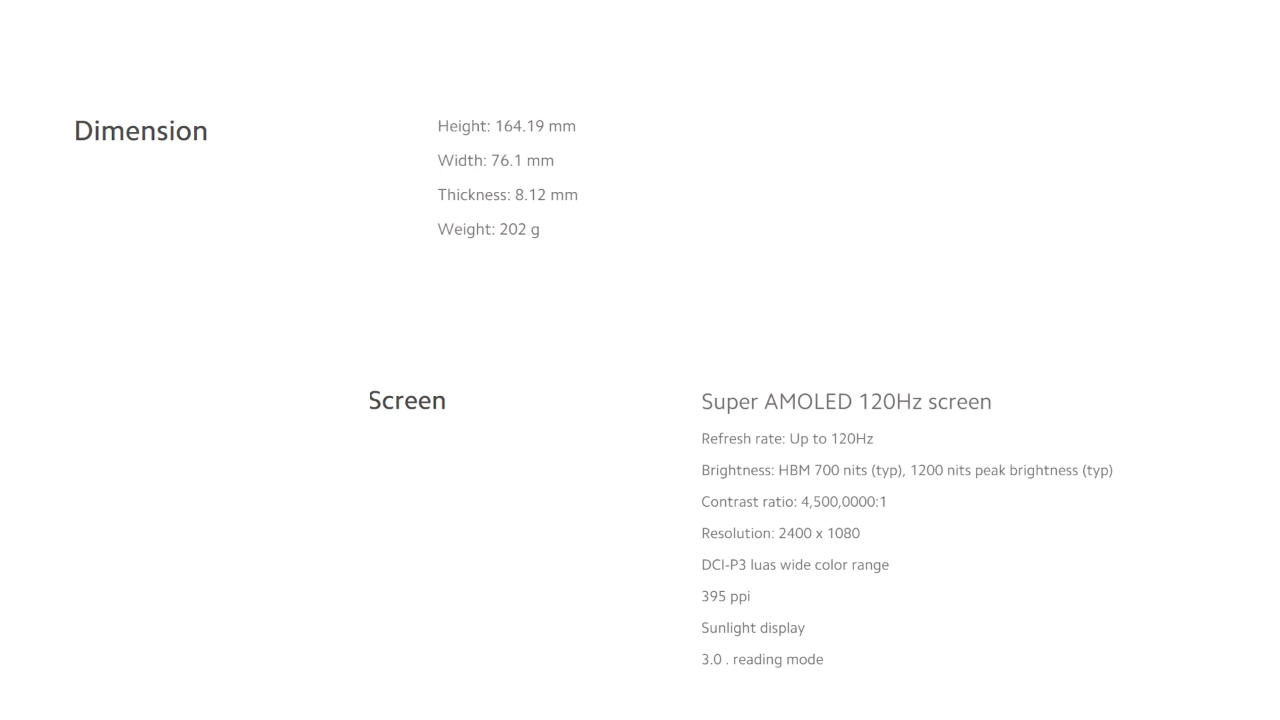 Dimension
Height: 164.19 mm
Width: 76.1 mm
Thickness: 8.12 mm
Weight: 202 g
Screen
Super AMOLED 120Hz screen
Refresh rate: Up to 120Hz
Brightness: HBM 700 nits (typ), 1200 nits peak brightness (typ)
Contrast ratio: 4,500,0000:1
Resolution: 2400 x 1080
DCI-P3 luas wide color range
395 ppi
Sunlight display
3.0 . reading mode